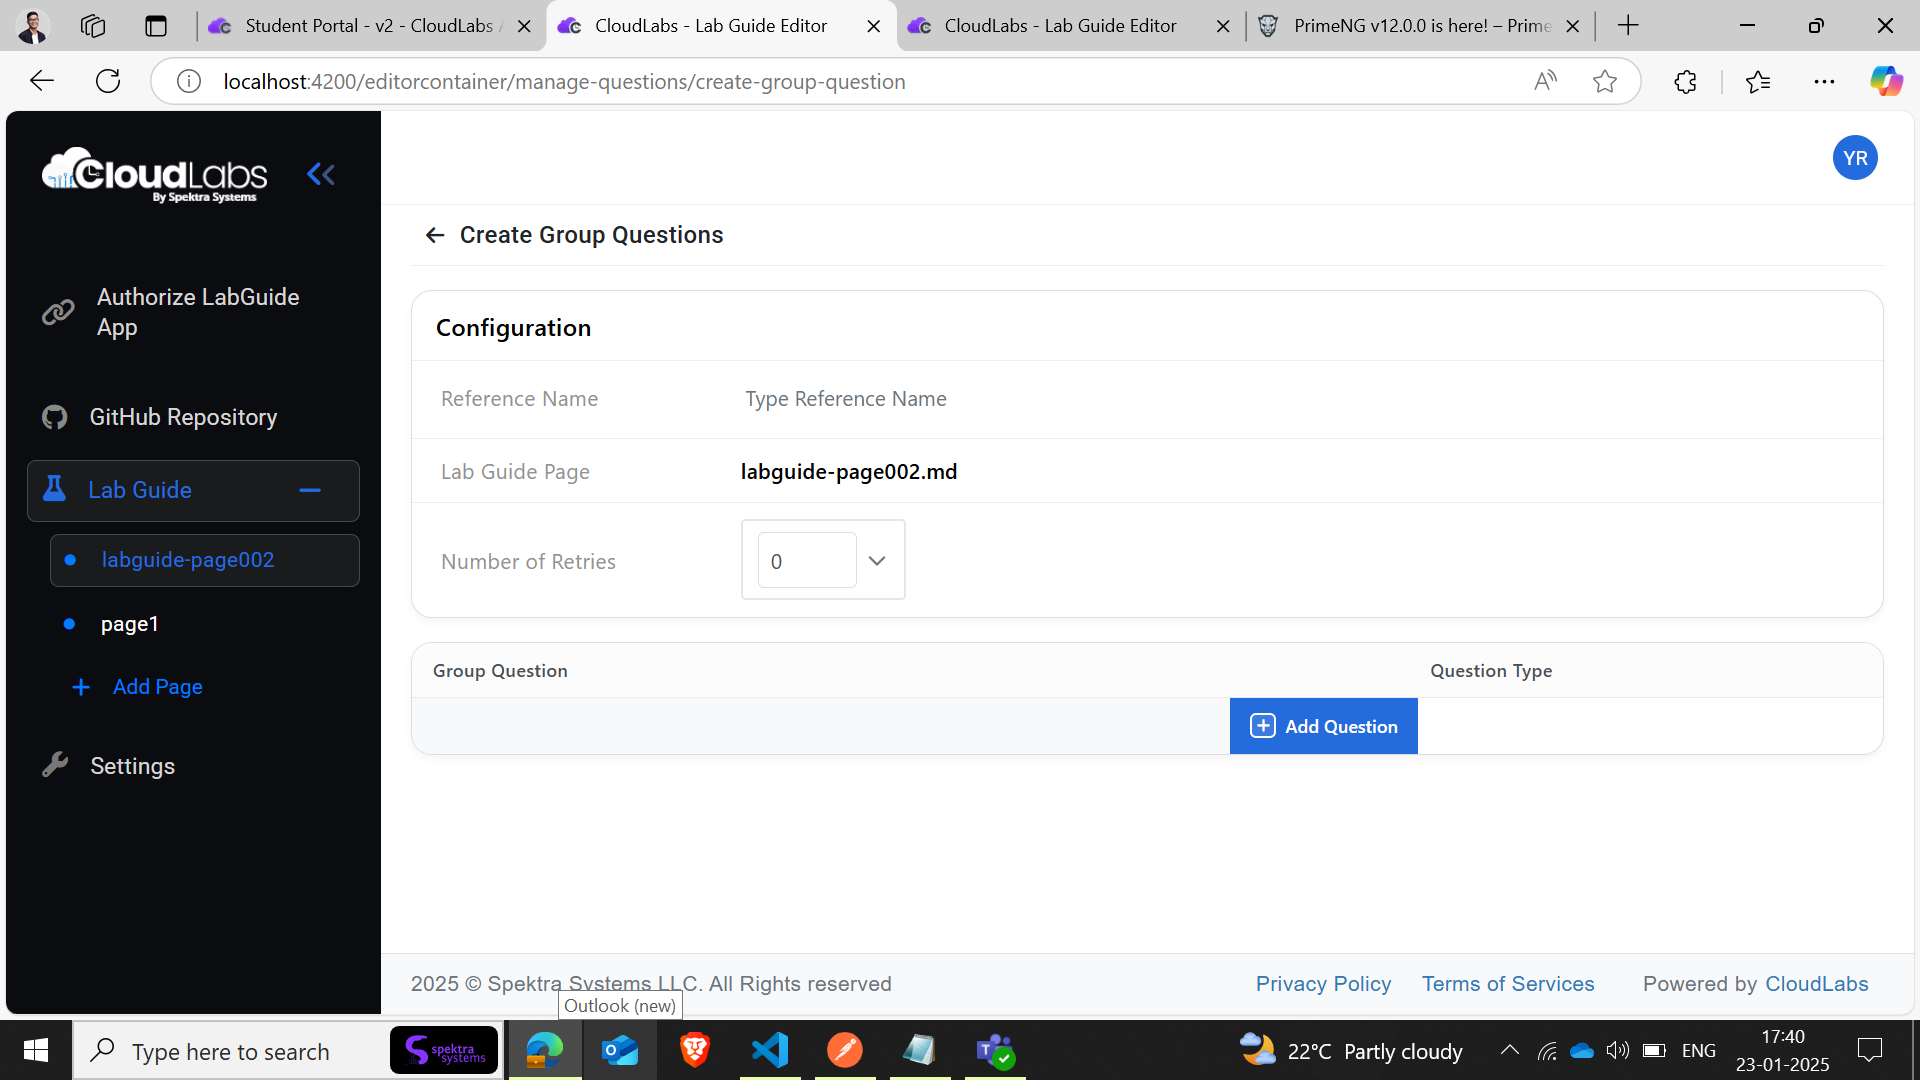 Student Portal - v2 - CloudLabs
CloudLabs - Lab Guide Editor
CloudLabs - Lab Guide Editor
PrimeNG v12.0.0 is here! – Prime
localhost:4200/editorcontainer/manage-questions/create-group-question
CloudLabs
By Spektra Systems
YR
Authorize LabGuide
App
GitHub Repository
Lab Guide
labguide-page002
page1
Add Page
Settings
Create Group Questions
Configuration
Reference Name
Type Reference Name
Lab Guide Page
labguide-page002.md
Number of Retries
0
Group Question
Question Type
Add Question
2025 © Spektra Systems LLC. All Rights reserved
Privacy Policy
Terms of Services
Powered by CloudLabs
Outlook (new)
Type here to search
spektra
systems
22°C Partly cloudy
ENG
17:40
23-01-2025